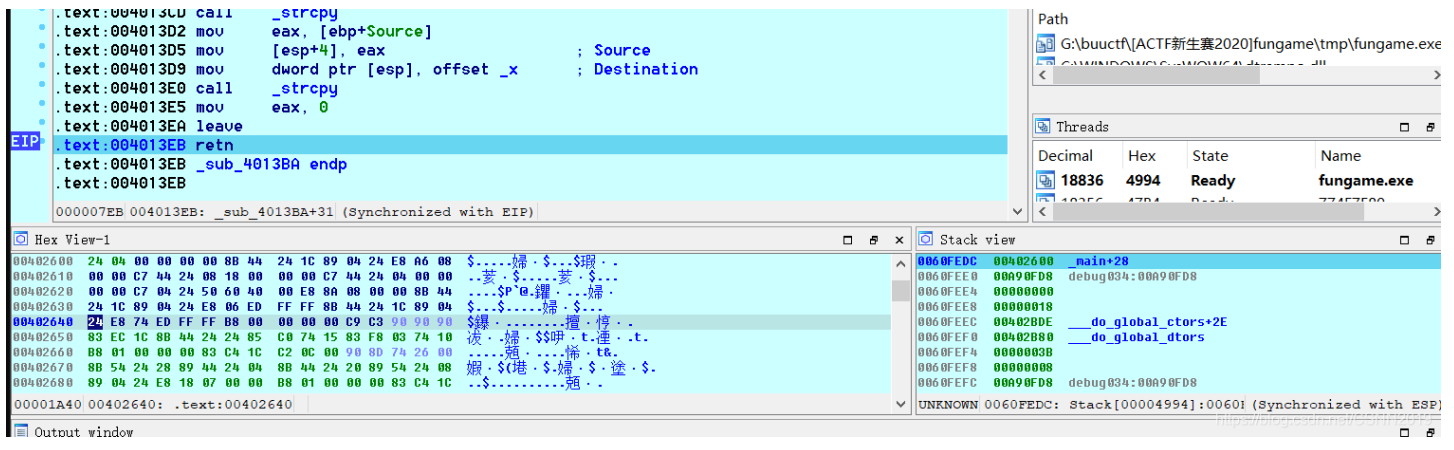 .text:004013CD call _strcpy
.text:004013D2 mov eax, [ebp+Source]
.text:004013D5 mov [esp+4], eax ; Source
.text:004013D9 mov dword ptr [esp], offset _x ; Destination
.text:004013E0 call _strcpy
.text:004013E5 mov eax, 0
.text:004013EA leave
EIP .text:004013EB retn
.text:004013EB _sub_4013BA endp
.text:004013EB
000007EB 004013EB: _sub_4013BA+31 (Synchronized with EIP)
Path
G:\buuctf\[ACTF新生赛2020]fungame\tmp\fungame.exe
Threads
Decimal Hex State Name
18836 4994 Ready fungame.exe
Hex View-1
00402600 24 04 00 00 00 00 8B 44 24 1C 89 04 24 E8 A6 08
00402610 00 00 C7 44 24 08 18 00 00 00 C7 44 24 04 00 00
00402620 00 00 C7 04 24 50 60 40 00 E8 8A 08 00 00 8B 44
00402630 24 1C 89 04 24 E8 06 ED FF FF 8B 44 24 1C 89 04
00402640 24 E8 74 ED FF FF B8 00 00 00 00 C9 C3 90 90 90
00402650 83 EC 1C 8B 44 24 24 85 C0 74 15 83 F8 03 74 10
00402660 B8 01 00 00 00 83 C4 1C C2 0C 00 90 8D 74 26 00
00402670 8B 54 24 28 89 44 24 04 8B 44 24 20 89 54 24 08
00402680 89 04 24 E8 18 07 00 00 B8 01 00 00 00 83 C4 1C
00001A40 00402640: .text:00402640
Stack view
0060FEDC 00402600 _main+28
0060FEE0 00A90FD8 debug034:00A90FD8
0060FEE4 00000000
0060FEE8 00000018
0060FEEC 00402BDE ___do_global_ctors+2E
0060FEF0 00402B80 ___do_global_dtors
0060FEF4 0000003B
0060FEF8 00000008
0060FEFC 00A90FD8 debug034:00A90FD8
UNKNOWN 0060FEDC: Stack[00004994]:0060 (Synchronized with ESP)
Output window